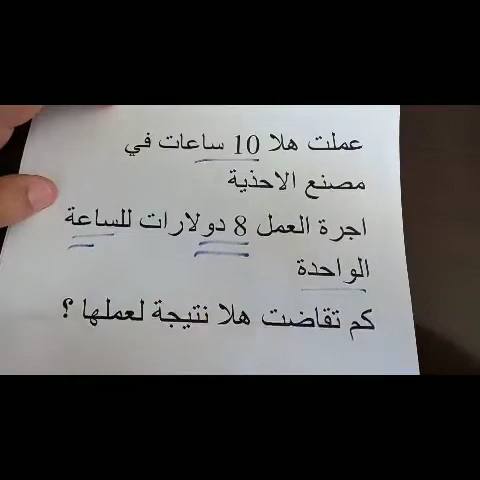 عملت هلا 10 ساعات في
مصنع الاحذية
اجرة العمل 8 دولارات للساعة
الواحدة
كم تقاضت هلا نتيجة لعملها ؟